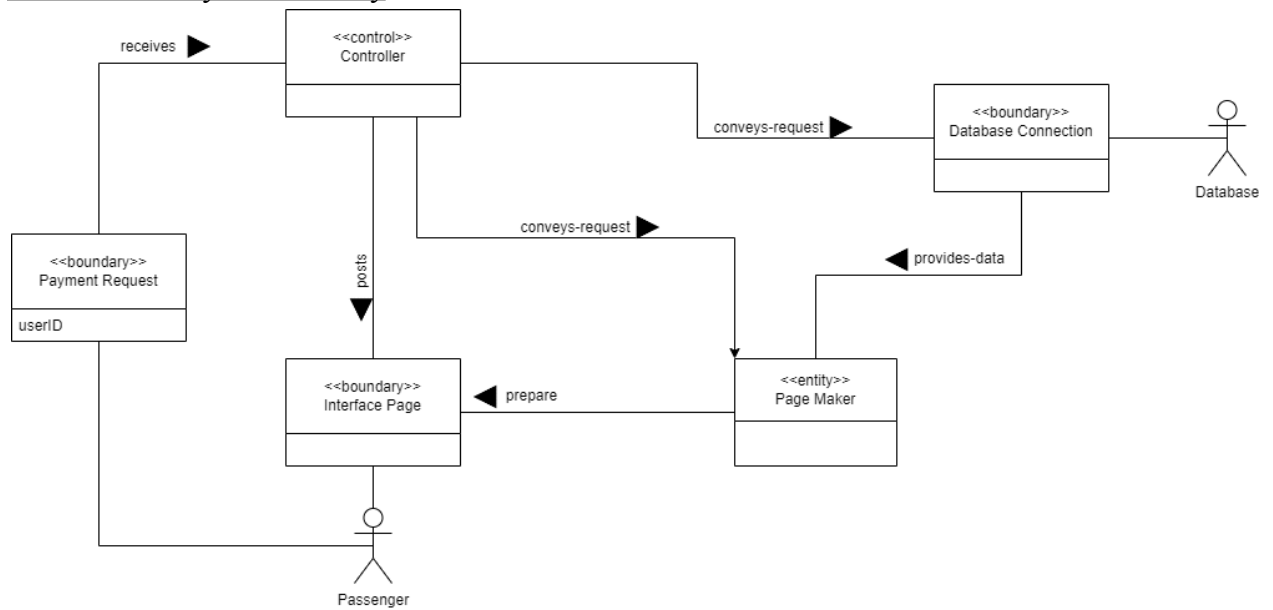 receives
<<control>>
Controller
conveys-request
<<boundary>>
Database Connection
Database
conveys-request
<<boundary>>
Payment Request
userID
posts
provides-data
<<boundary>>
Interface Page
prepare
<<entity>>
Page Maker
Passenger